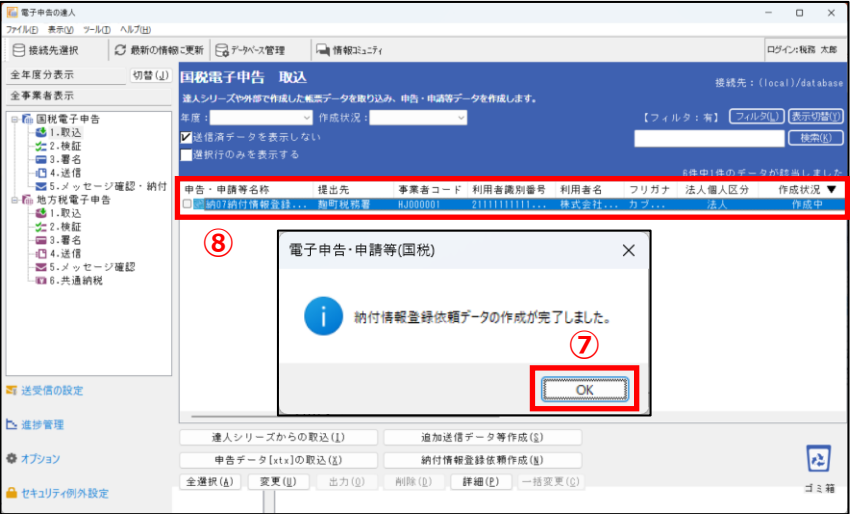 電子申告の達人
ファイル(F) 表示(V) ツール(T) ヘルプ(H)
接続先選択 最新の情報に更新 データベース管理 情報コミュニティ ログイン:税務 太郎
全年度分表示 切替(J)
全事業者表示
国税電子申告
1.取込
2.検証
3.署名
4.送信
5.メッセージ確認・納付
地方税電子申告
1.取込
2.検証
3.署名
4.送信
5.メッセージ確認
6.共通納税
送受信の設定
進捗管理
オプション
セキュリティ例外設定
国税電子申告 取込
接続先:(local)/database
達人シリーズや外部で作成した帳票データを取り込み、申告・申請等データを作成します。
年度: 作成状況: 【フィルタ:有】 フィルタ(L) 表示切替(Y)
送信済データを表示しない 検索(K)
選択行のみを表示する
6件中1件のデータが該当しました
申告・申請等名称 提出先 事業者コード 利用者識別番号 利用者名 フリガナ 法人個人区分 作成状況 ▼
納07納付情報登録... 麹町税務署 HJ000001 2111111111... 株式会社... カブ... 法人 作成中
⑧
電子申告・申請等(国税)
納付情報登録依頼データの作成が完了しました。
⑦
OK
達人シリーズからの取込(I) 追加送信データ等作成(S)
申告データ[xtx]の取込(X) 納付情報登録依頼作成(N)
全選択(A) 変更(U) 出力(O) 削除(D) 詳細(P) 一括変更(C)
ゴミ箱